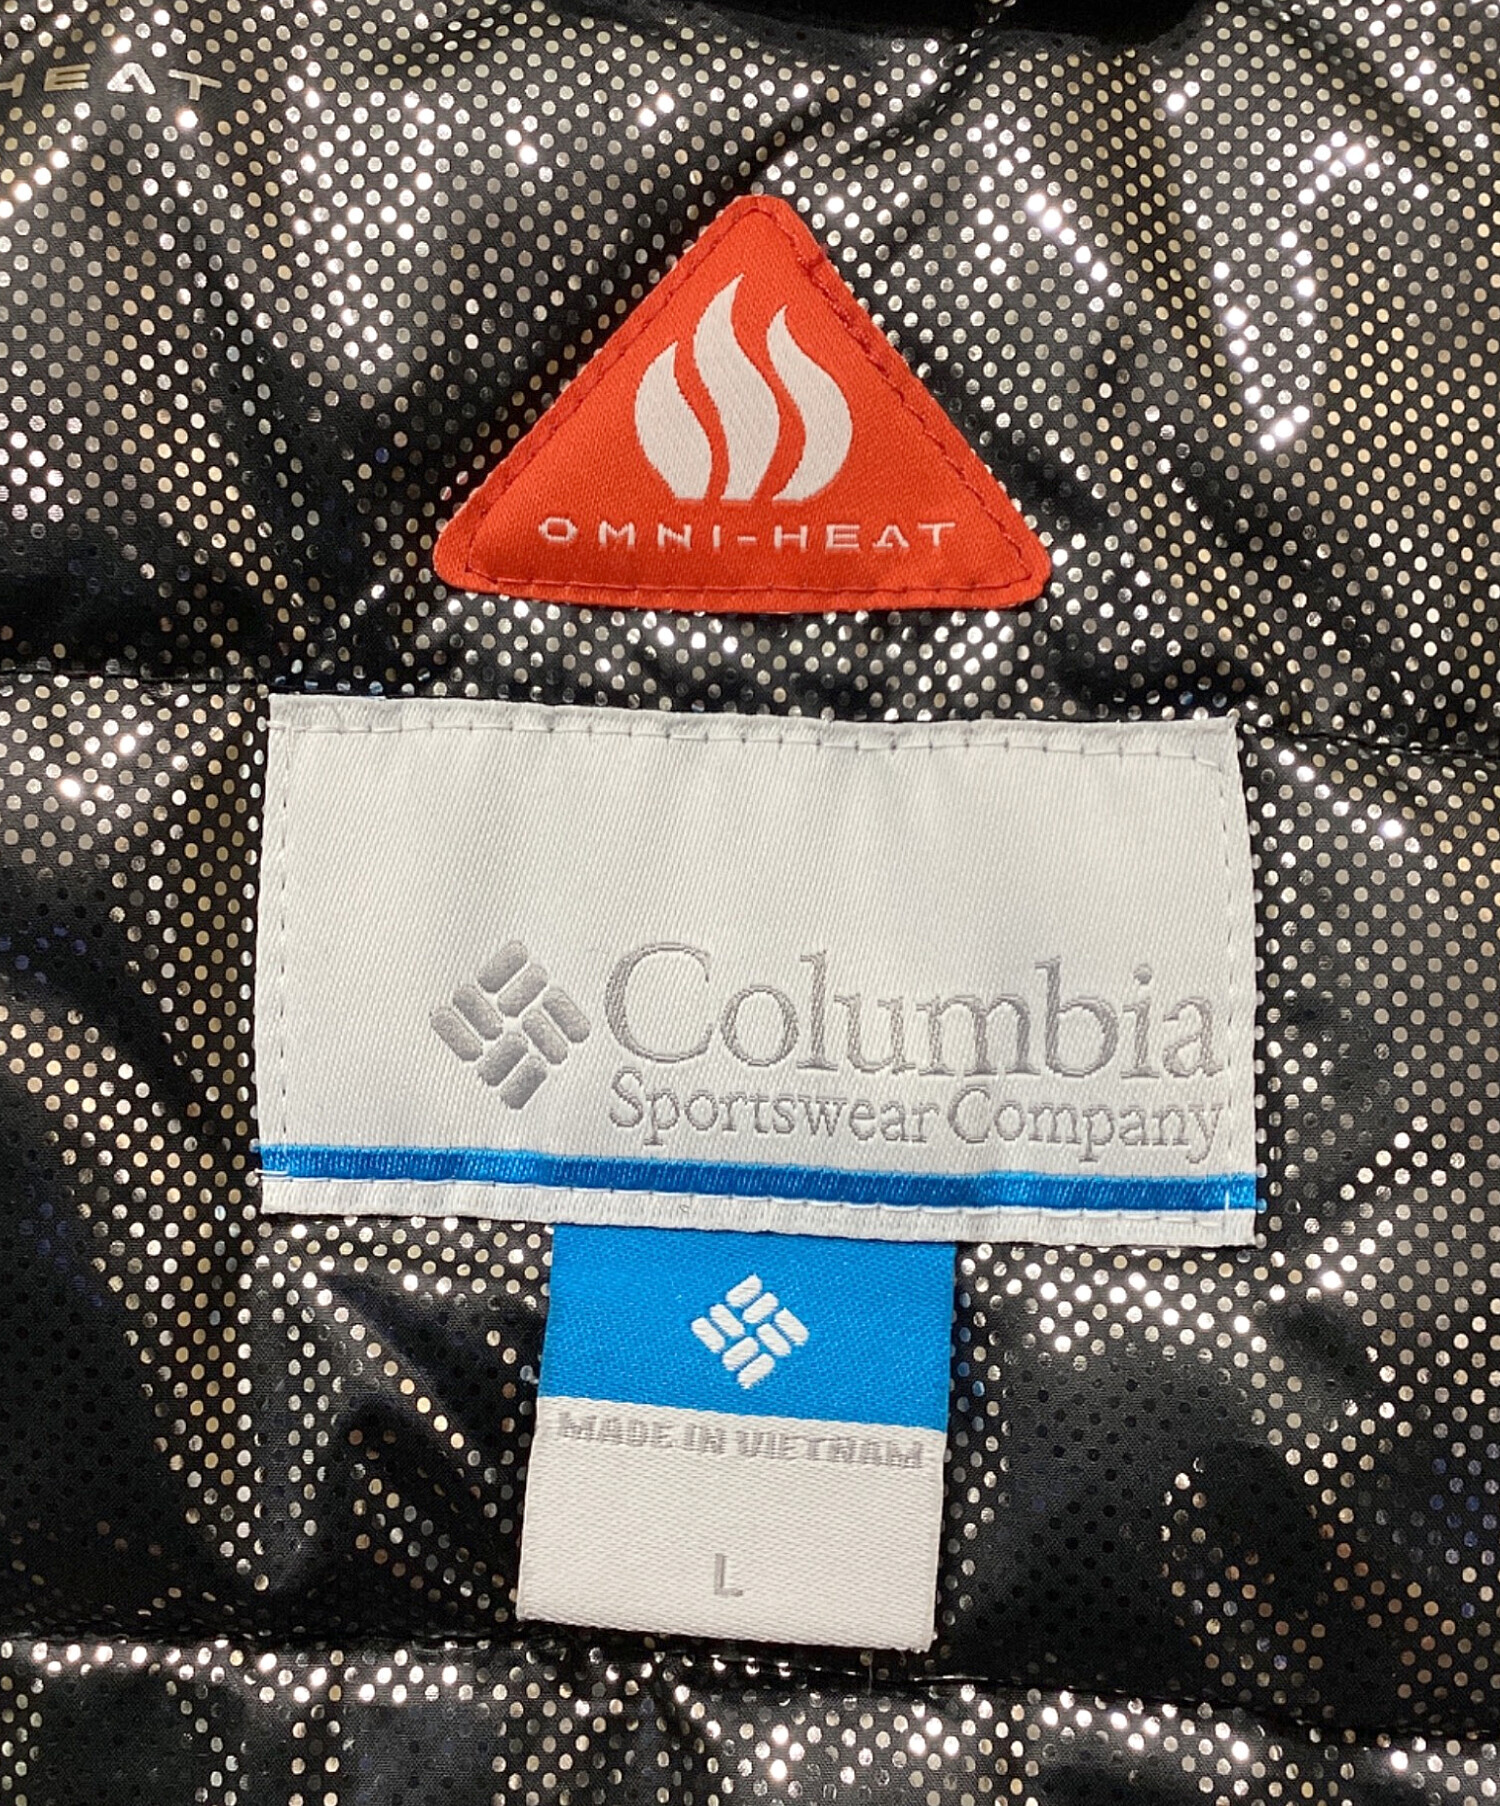 HEAT
OMNI-HEAT
Columbia
Sportswear Company
MADE IN VIETNAM
L